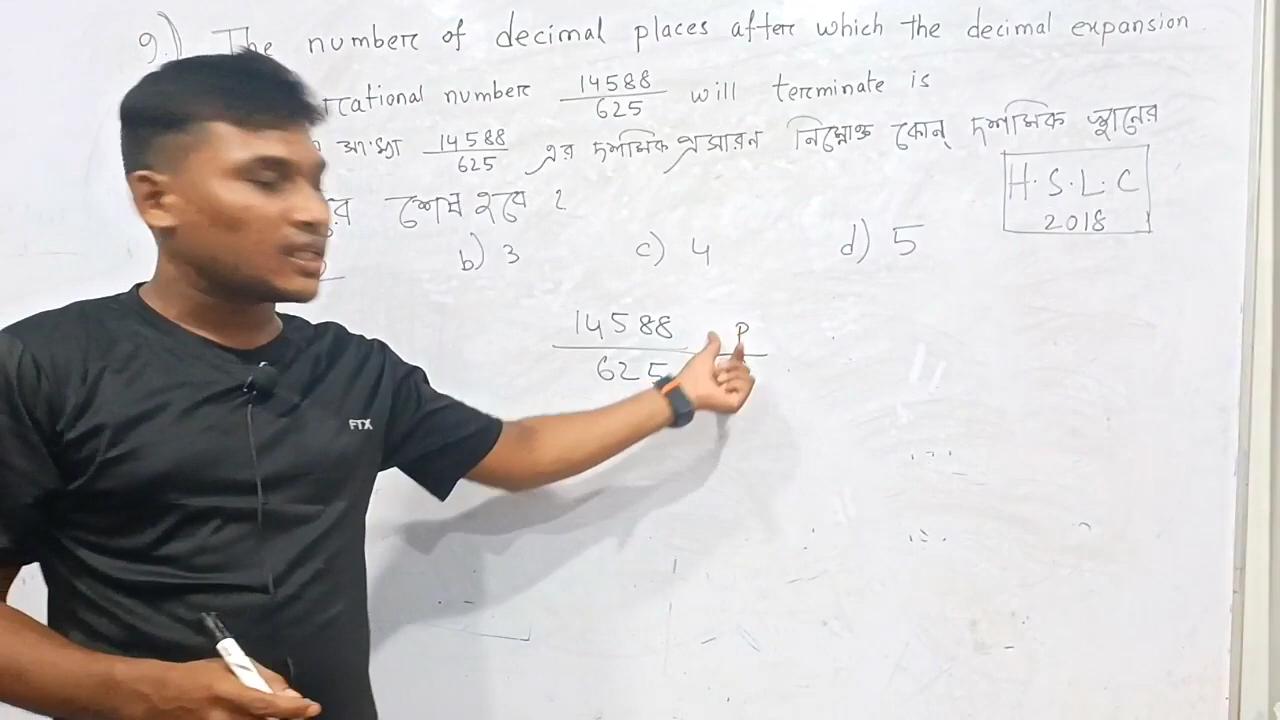 9.) The number of decimal places after which the decimal expansion
rational number 14588/625 will terminate is
14588/625 এর দশমিক প্রসারন নিম্নোক্ত কোন্ দশমিক স্থানের
শেষ হবে ?
H.S.L.C
2018
b) 3 c) 4 d) 5
14588 P
625
FTX